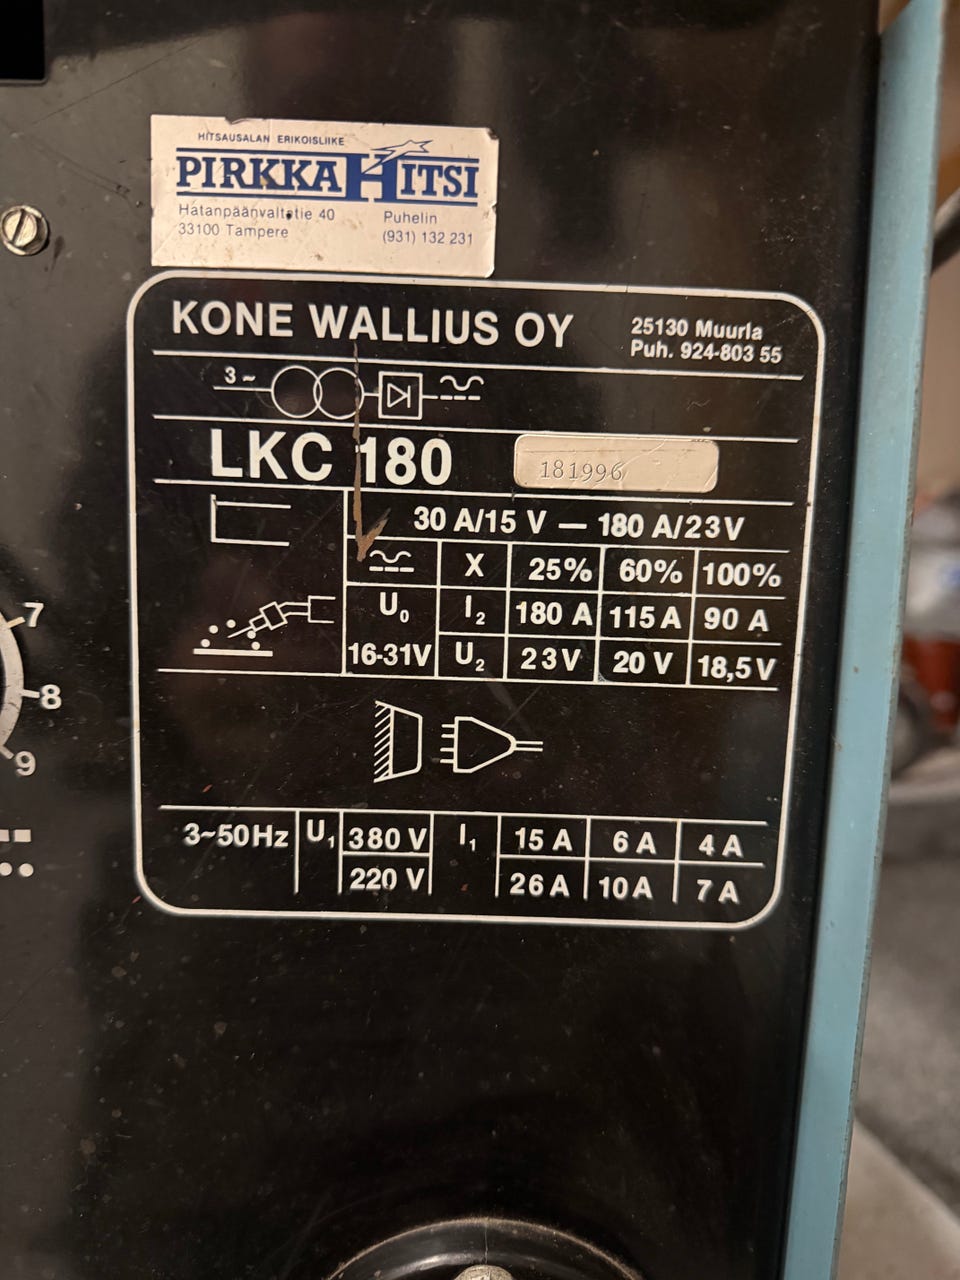 HITSAUSALAN ERIKOISLIIKE
PIRKKAHITSI
Hatanpäänvaltatie 40 Puhelin
33100 Tampere (931) 132 231
KONE WALLIUS OY
25130 Muurla
Puh. 924-803 55
3~
LKC 180 181996
30 A/15 V — 180 A/23V
X 25% 60% 100%
U₀ I₂ 180 A 115 A 90 A
16-31V U₂ 23V 20 V 18,5V
3~50Hz U₁ 380 V I₁ 15 A 6 A 4 A
220 V 26 A 10 A 7 A
7
8
9